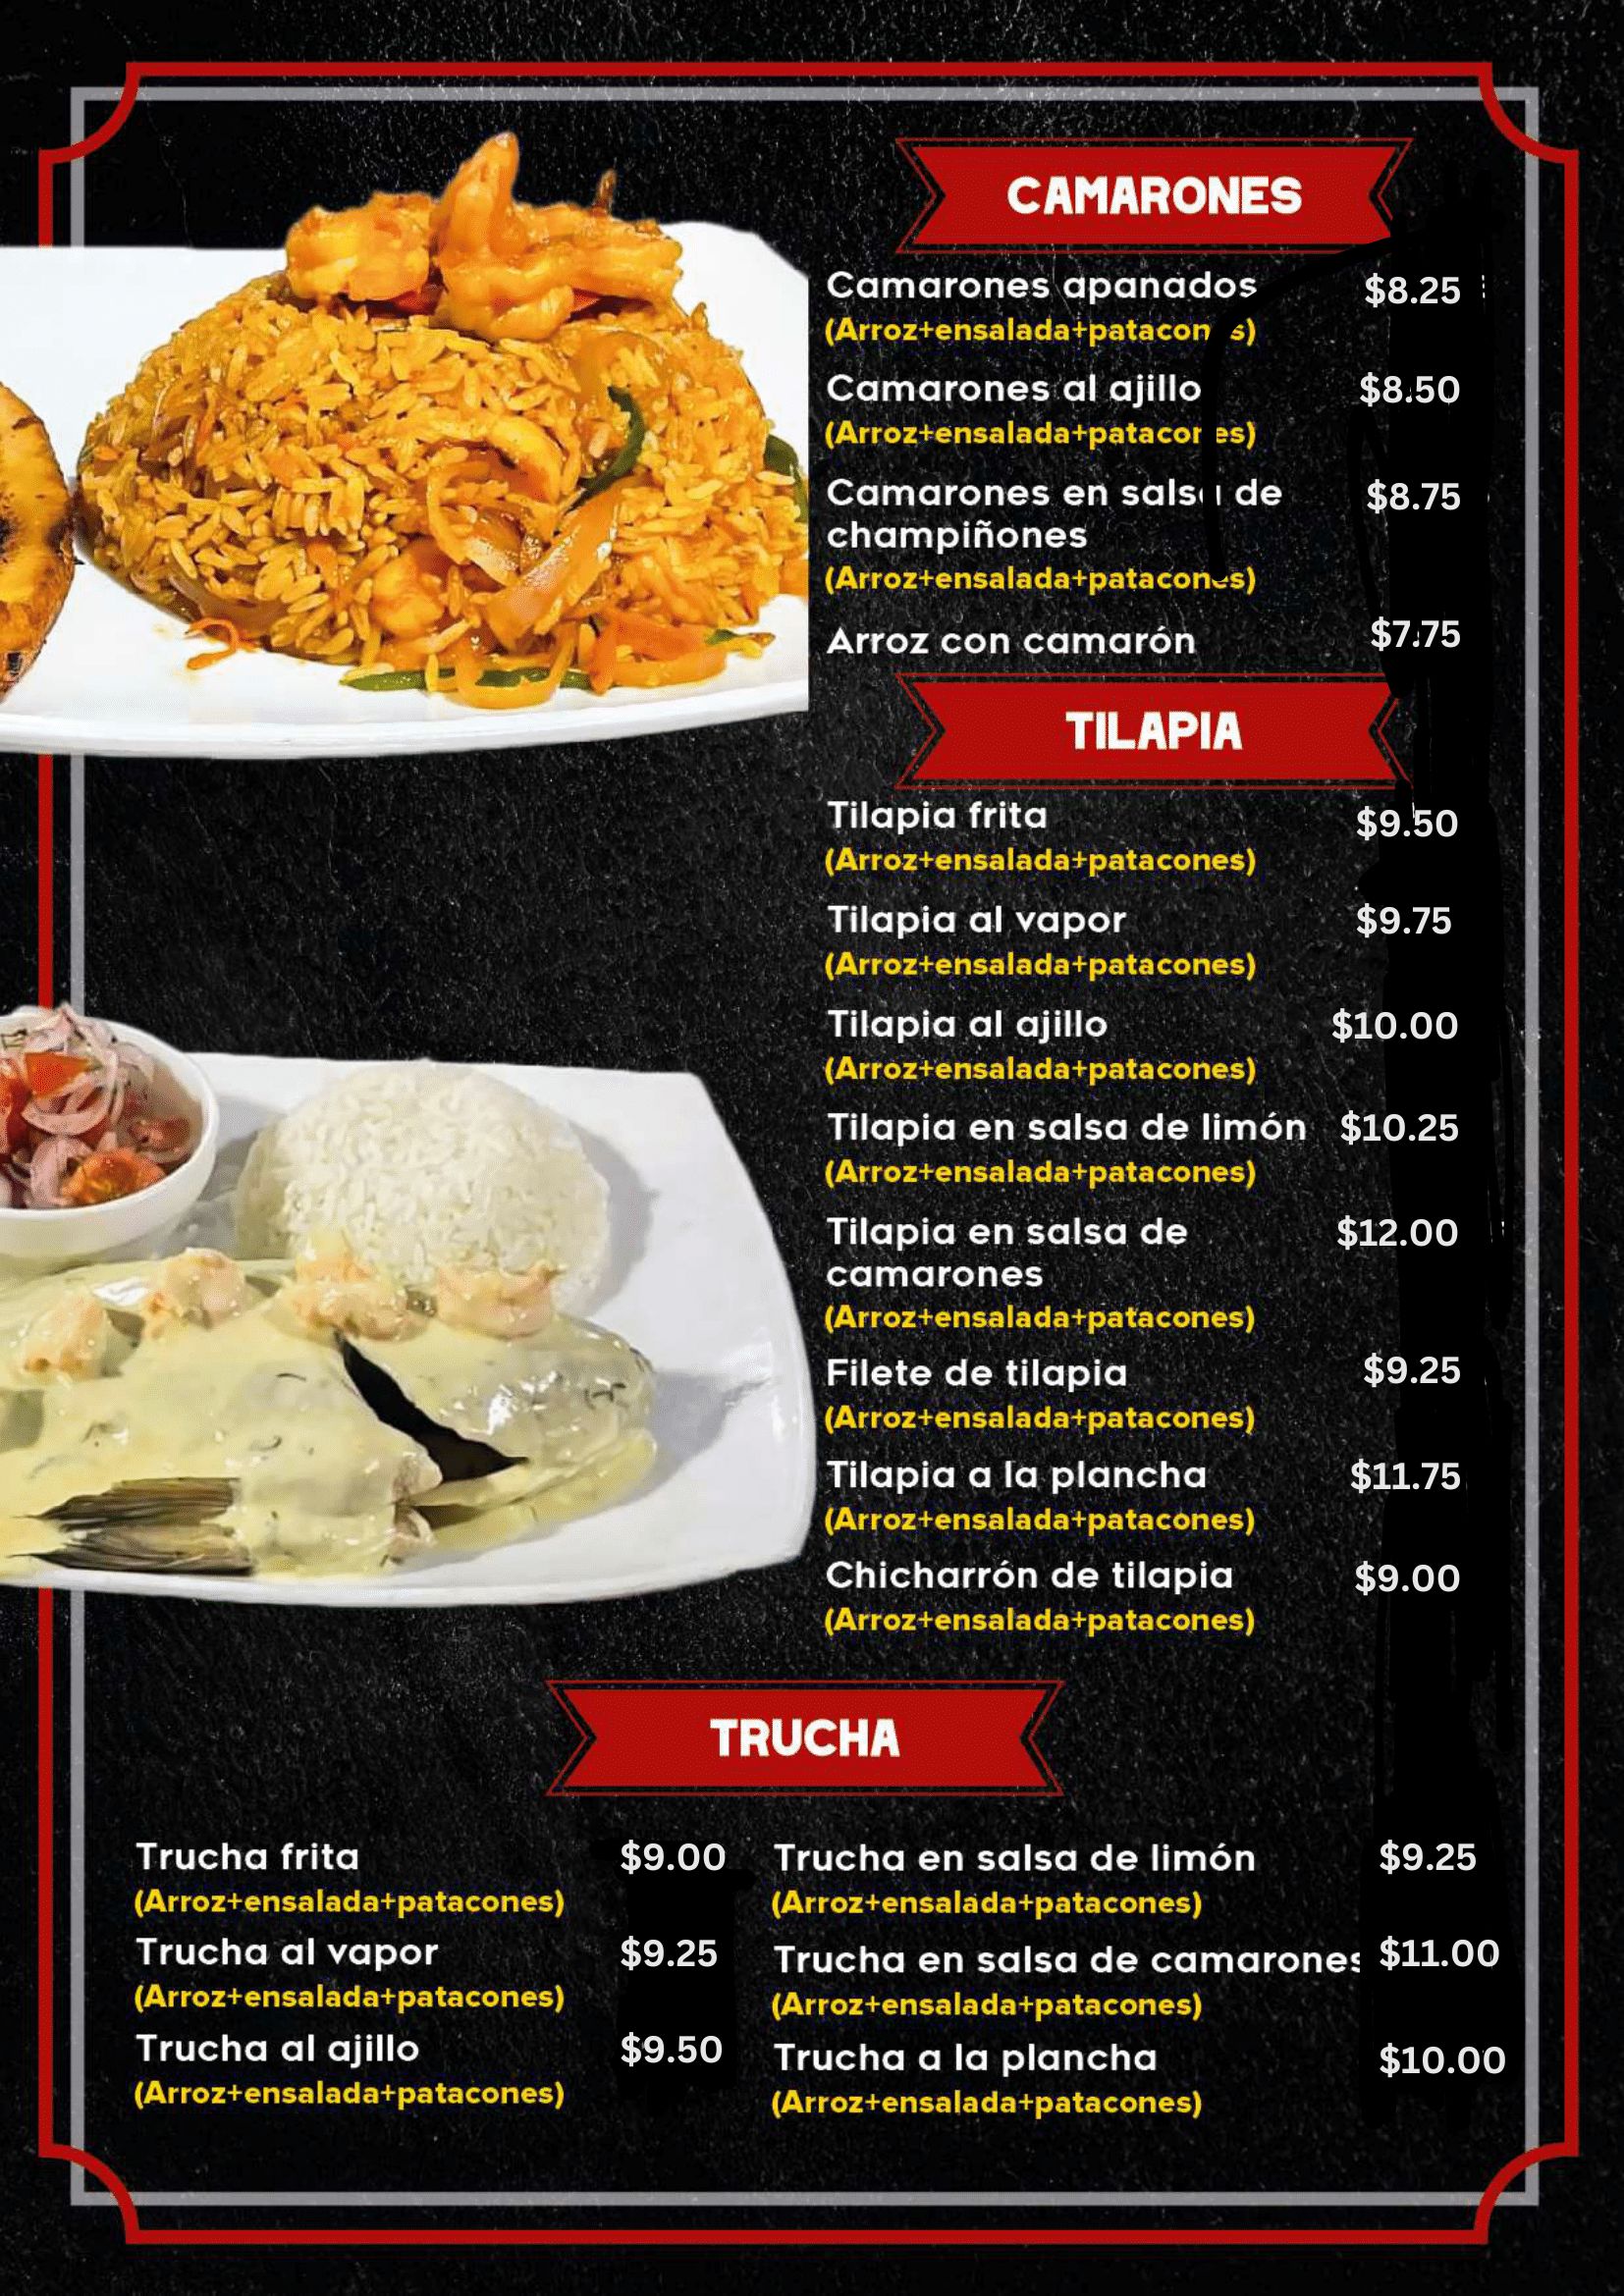 CAMARONES
Camarones apanados $8.25
(Arroz+ensalada+patacones)
Camarones al ajillo $8.50
(Arroz+ensalada+patacones)
Camarones en salsa de $8.75
champiñones
(Arroz+ensalada+patacones)
Arroz con camarón $7.75
TILAPIA
Tilapia frita $9.50
(Arroz+ensalada+patacones)
Tilapia al vapor $9.75
(Arroz+ensalada+patacones)
Tilapia al ajillo $10.00
(Arroz+ensalada+patacones)
Tilapia en salsa de limón $10.25
(Arroz+ensalada+patacones)
Tilapia en salsa de $12.00
camarones
(Arroz+ensalada+patacones)
Filete de tilapia $9.25
(Arroz+ensalada+patacones)
Tilapia a la plancha $11.75
(Arroz+ensalada+patacones)
Chicharrón de tilapia $9.00
(Arroz+ensalada+patacones)
TRUCHA
Trucha frita $9.00
(Arroz+ensalada+patacones)
Trucha al vapor $9.25
(Arroz+ensalada+patacones)
Trucha al ajillo $9.50
(Arroz+ensalada+patacones)
Trucha en salsa de limón $9.25
(Arroz+ensalada+patacones)
Trucha en salsa de camarones $11.00
(Arroz+ensalada+patacones)
Trucha a la plancha $10.00
(Arroz+ensalada+patacones)